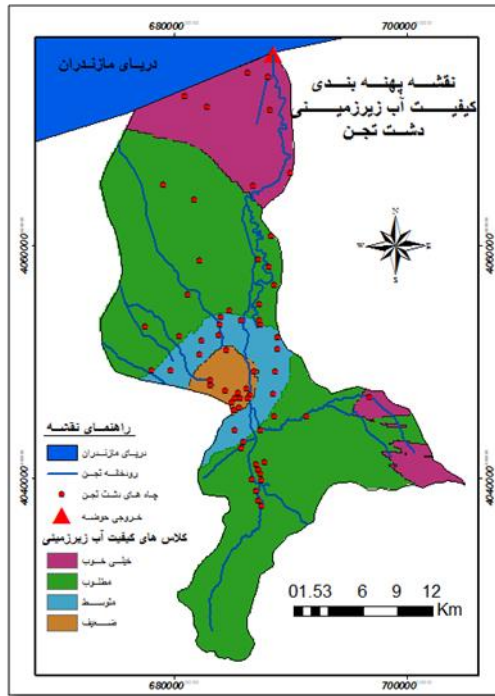 680000
700000
دریای مازندران
نقشه پهنه بندی
کیفیت آب زیرزمینی
دشت تجن
N
W
E
S
4060000
4060000
راهنمای نقشه
دریای مازندران
رودخانه تجن
چاه های دشت تجن
خروجی حوضه
کلاس های کیفیت آب زیرزمینی
خیلی خوب
مطلوب
متوسط
ضعیف
4040000
4040000
01.53 6 9 12
Km
680000
700000